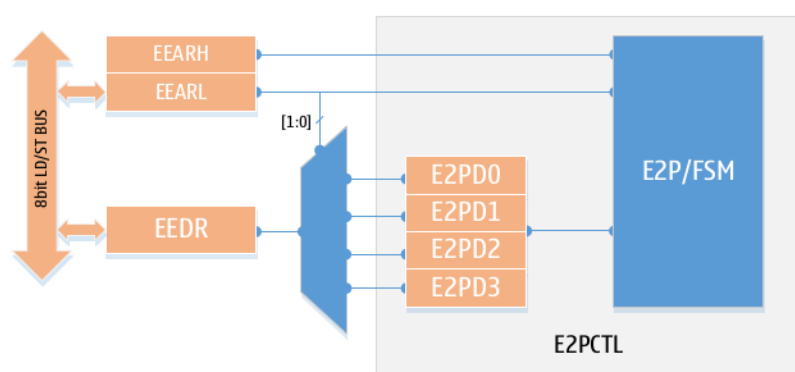 EEARH
EEARL
[1:0]
8bit LD/ST BUS
EEDR
E2PD0
E2PD1
E2PD2
E2PD3
E2P/FSM
E2PCTL